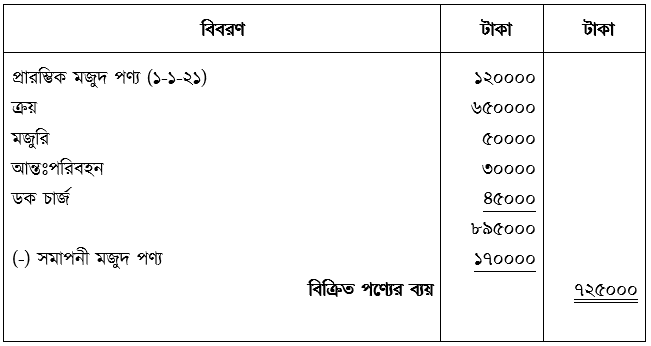 বিবরণ টাকা টাকা
প্রারম্ভিক মজুদ পণ্য (১-১-২১) ১২০০০০
ক্রয় ৬৫০০০০
মজুরি ৫০০০০
আন্তঃপরিবহন ৩০০০০
ডক চার্জ ৪৫০০০
৮৯৫০০০
(-) সমাপনী মজুদ পণ্য ১৭০০০০
বিক্রিত পণ্যের ব্যয় ৭২৫০০০